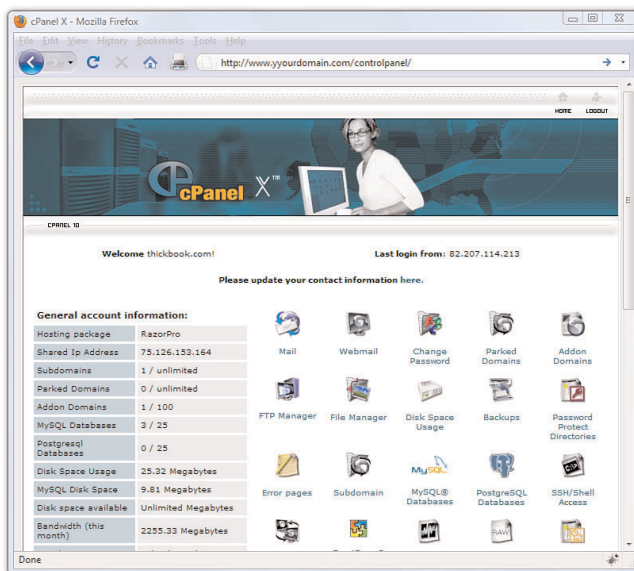 cPanel X - Mozilla Firefox
File Edit View History Bookmarks Tools Help
http://www.yyourdomain.com/controlpanel/
HOME LOGOUT
cPanel X™
CPANEL 10
Welcome thickbook.com!
Last login from: 82.207.114.213
Please update your contact information here.
General account information:
Hosting package RazorPro
Shared Ip Address 75.126.153.164
Subdomains 1 / unlimited
Parked Domains 0 / unlimited
Addon Domains 1 / 100
MySQL Databases 3 / 25
Postgresql
Databases 0 / 25
Disk Space Usage 25.32 Megabytes
MySQL Disk Space 9.81 Megabytes
Disk space available Unlimited Megabytes
Bandwidth (this
month) 2255.33 Megabytes
Mail
Webmail
Change
Password
Parked
Domains
Addon
Domains
FTP Manager
File Manager
Disk Space
Usage
Backups
Password
Protect
Directories
Error pages
Subdomain
MySQL
MySQL®
Databases
PostgreSQL
Databases
C:\
SSH/Shell
Access
RAW
Done